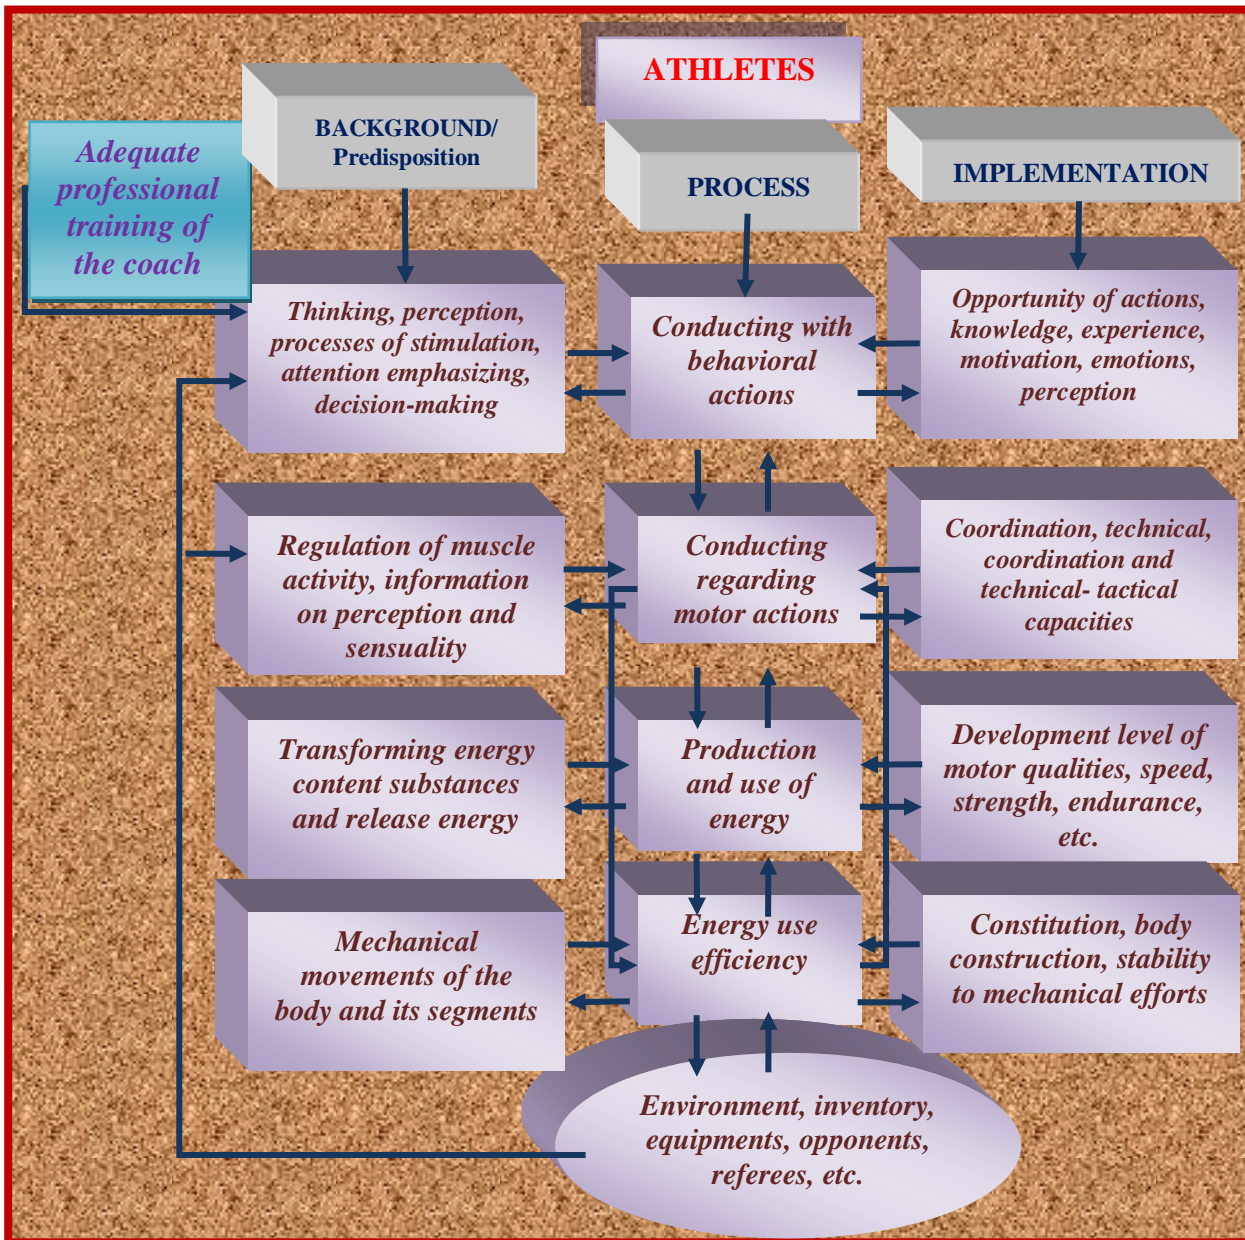 ATHLETES
BACKGROUND/
Predisposition
PROCESS
IMPLEMENTATION
Adequate
professional
training of
the coach
Thinking, perception,
processes of stimulation,
attention emphasizing,
decision-making
Conducting with
behavioral
actions
Opportunity of actions,
knowledge, experience,
motivation, emotions,
perception
Regulation of muscle
activity, information
on perception and
sensuality
Conducting
regarding
motor actions
Coordination, technical,
coordination and
technical- tactical
capacities
Transforming energy
content substances
and release energy
Production
and use of
energy
Development level of
motor qualities, speed,
strength, endurance,
etc.
Mechanical
movements of the
body and its segments
Energy use
efficiency
Constitution, body
construction, stability
to mechanical efforts
Environment, inventory,
equipments, opponents,
referees, etc.